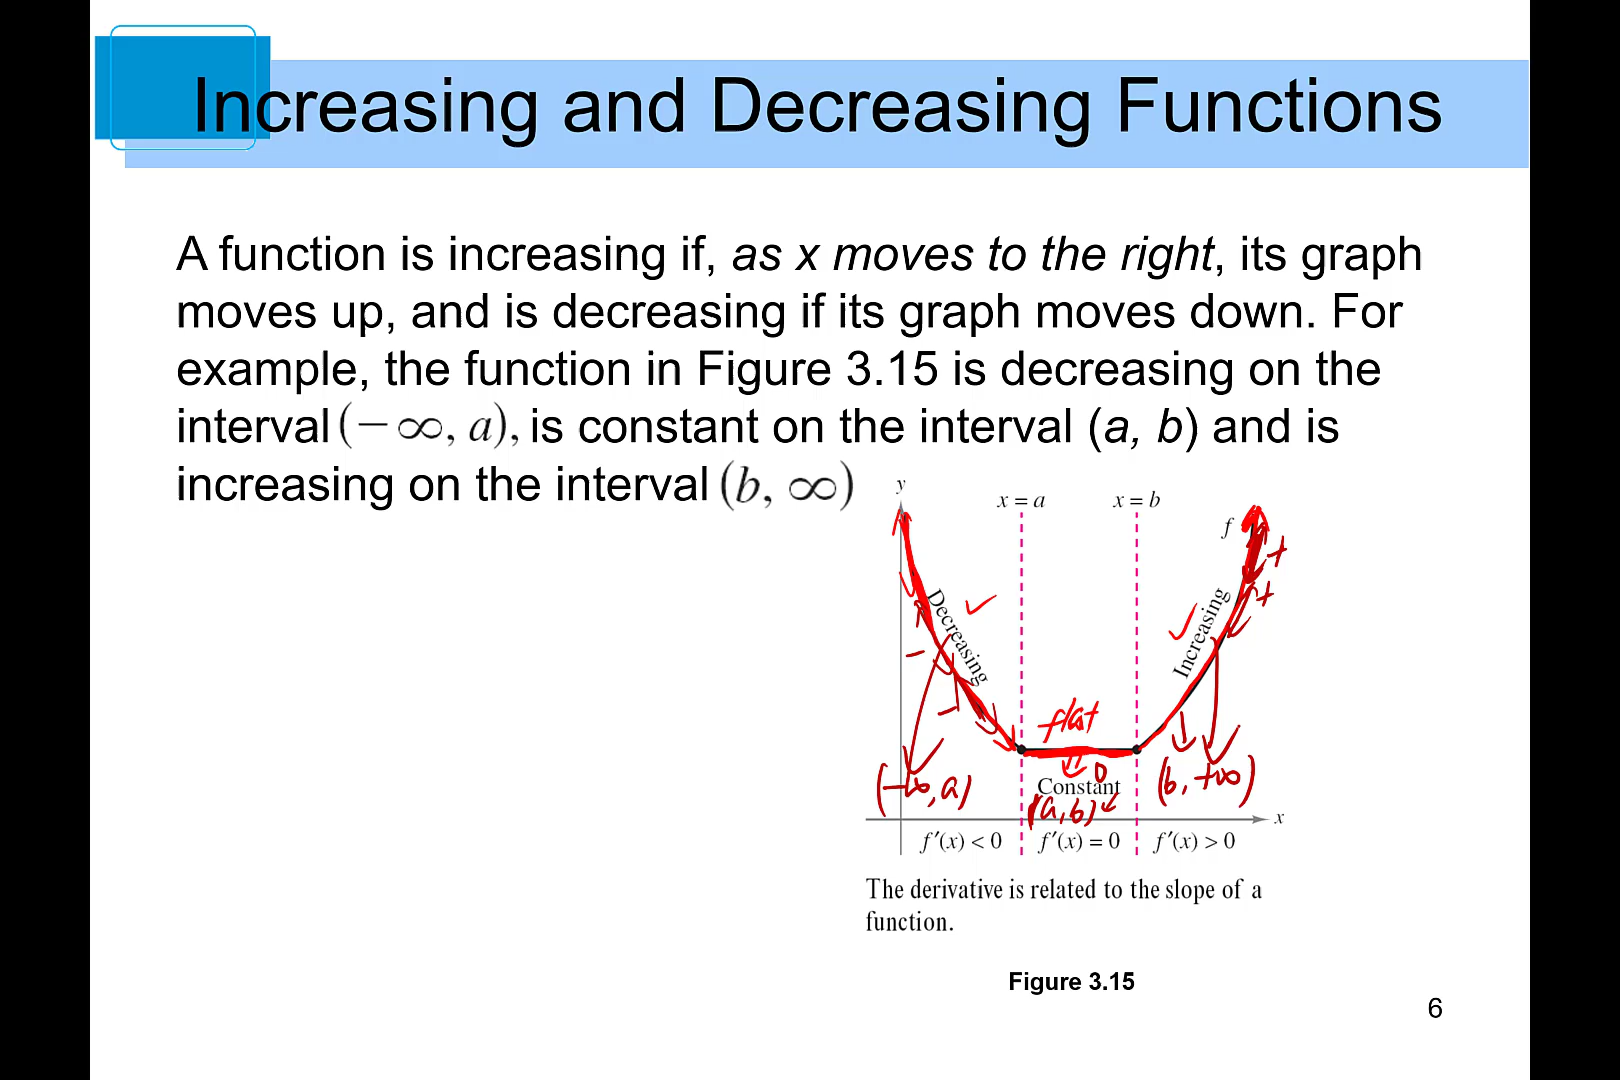 Increasing and Decreasing Functions
A function is increasing if, as x moves to the right, its graph
moves up, and is decreasing if its graph moves down. For
example, the function in Figure 3.15 is decreasing on the
interval (− ∞, a), is constant on the interval (a, b) and is
increasing on the interval (b, ∞)
y
x = a
x = b
f
+
+
Decreasing
Increasing
−
−
flat
0
(−∞, a)
Constant
(a, b)
(b, +∞)
x
f′(x) < 0
f′(x) = 0
f′(x) > 0
The derivative is related to the slope of a
function.
Figure 3.15
6